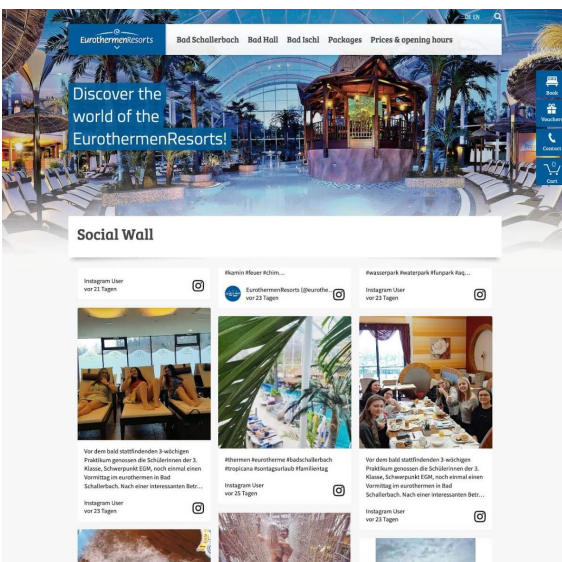 DE EN
EurothermenResorts
Bad Schallerbach Bad Hall Bad Ischl Packages Prices & opening hours
Discover the
world of the
EurothermenResorts!
Book
Vouchers
Contact
0
Cart
Social Wall
Instagram User
vor 21 Tagen
#kamin #feuer #chim...
EurothermenResorts (@eurothe...
vor 23 Tagen
#wasserpark #waterpark #funpark #aq...
Instagram User
vor 23 Tagen
Vor dem bald stattfindenden 3-wöchigen
Praktikum genossen die Schülerinnen der 3.
Klasse, Schwerpunkt EGM, noch einmal einen
Vormittag im eurothermen in Bad
Schallerbach. Nach einer interessanten Betr...
Instagram User
vor 23 Tagen
#thermen #eurotherme #badschallerbach
#tropicana #sontagsurlaub #familientag
Instagram User
vor 25 Tagen
Vor dem bald stattfindenden 3-wöchigen
Praktikum genossen die Schülerinnen der 3.
Klasse, Schwerpunkt EGM, noch einmal einen
Vormittag im eurothermen in Bad
Schallerbach. Nach einer interessanten Betr...
Instagram User
vor 23 Tagen